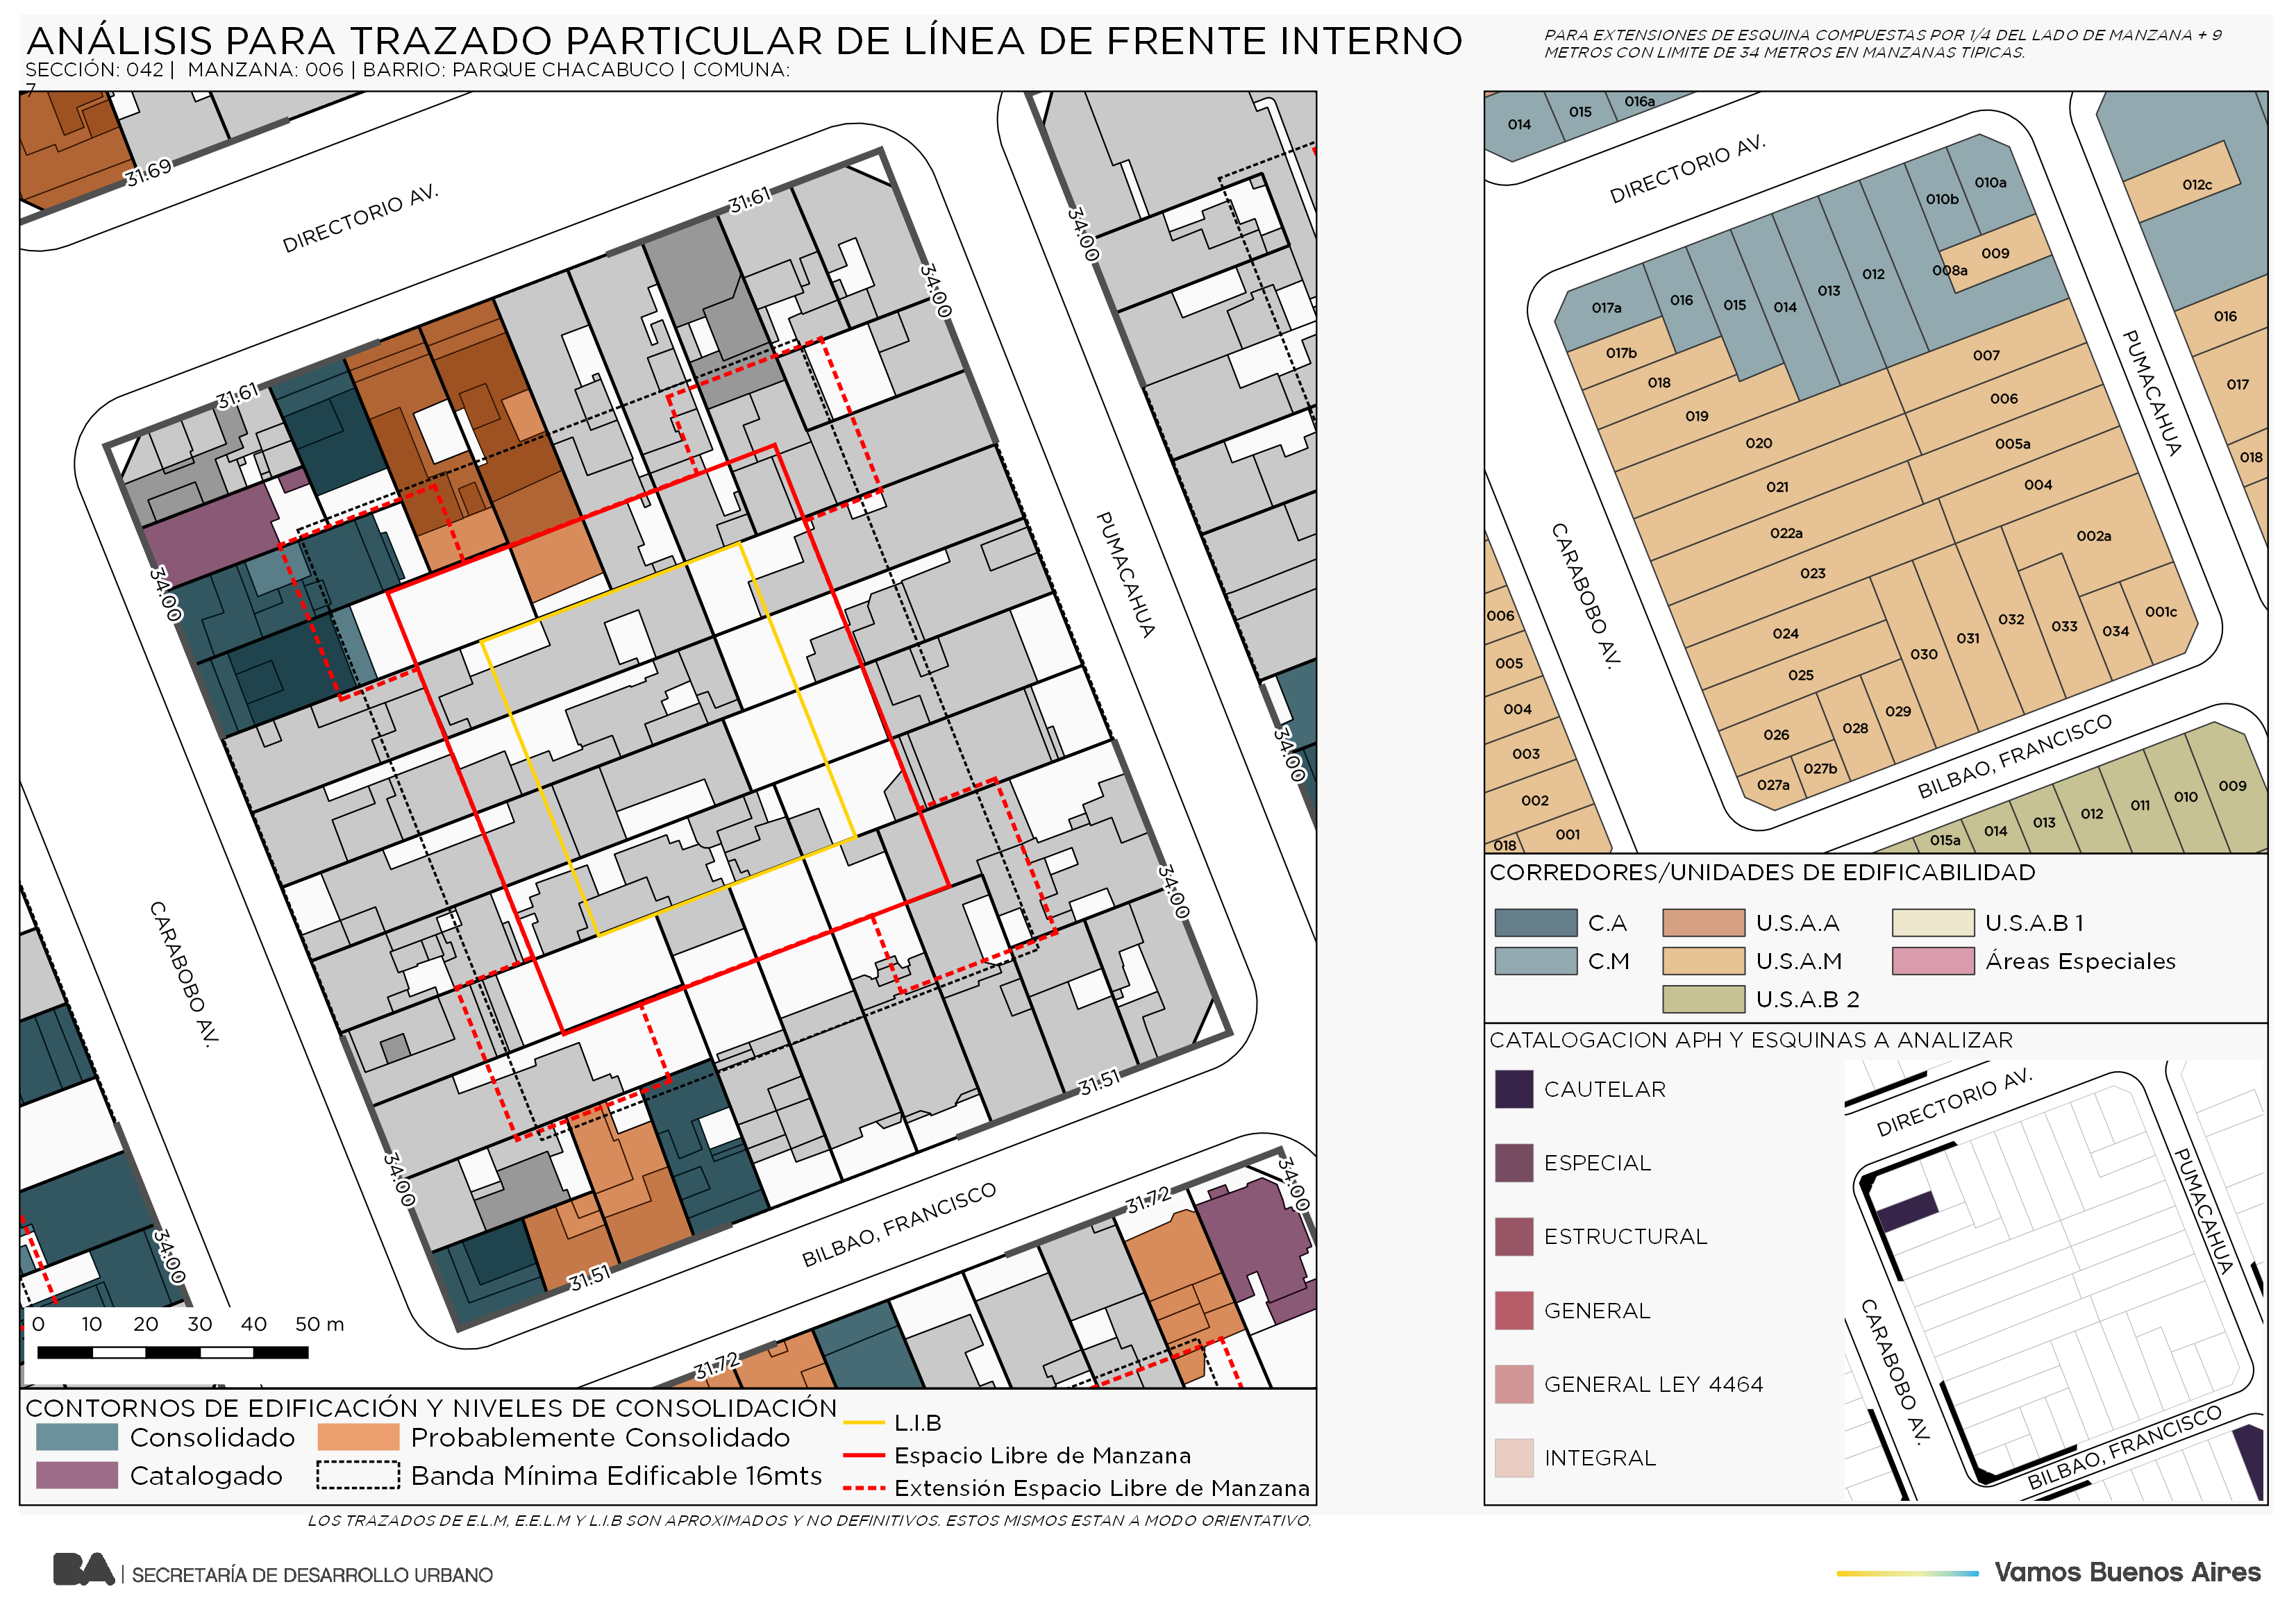 ANÁLISIS PARA TRAZADO PARTICULAR DE LÍNEA DE FRENTE INTERNO
SECCIÓN: 042 | MANZANA: 006 | BARRIO: PARQUE CHACABUCO | COMUNA:
7
PARA EXTENSIONES DE ESQUINA COMPUESTAS POR 1/4 DEL LADO DE MANZANA + 9
METROS CON LIMITE DE 34 METROS EN MANZANAS TIPICAS.
31.69
DIRECTORIO AV.
31.61
31.61
34.00
34.00
34.00
PUMACAHUA
34.00
CARABOBO AV.
34.00
34.00
34.00
31.51
31.51
BILBAO, FRANCISCO
31.72
31.72
34.00
0 10 20 30 40 50 m
CONTORNOS DE EDIFICACIÓN Y NIVELES DE CONSOLIDACIÓN
Consolidado
Probablemente Consolidado
Catalogado
Banda Mínima Edificable 16mts
L.I.B
Espacio Libre de Manzana
Extensión Espacio Libre de Manzana
LOS TRAZADOS DE E.L.M, E.E.L.M Y L.I.B SON APROXIMADOS Y NO DEFINITIVOS. ESTOS MISMOS ESTAN A MODO ORIENTATIVO.
014
015
016a
DIRECTORIO AV.
010a
010b
012c
009
008a
012
013
014
015
016
017a
017b
018
019
020
021
022a
023
024
025
026
027a
027b
028
029
030
031
032
033
034
001c
002a
004
005a
006
007
016
017
018
PUMACAHUA
CARABOBO AV.
BILBAO, FRANCISCO
006
005
004
003
002
001
018
015a
014
013
012
011
010
009
CORREDORES/UNIDADES DE EDIFICABILIDAD
C.A
U.S.A.A
U.S.A.B 1
C.M
U.S.A.M
Áreas Especiales
U.S.A.B 2
CATALOGACION APH Y ESQUINAS A ANALIZAR
CAUTELAR
ESPECIAL
ESTRUCTURAL
GENERAL
GENERAL LEY 4464
INTEGRAL
DIRECTORIO AV.
PUMACAHUA
CARABOBO AV.
BILBAO, FRANCISCO
BA | SECRETARÍA DE DESARROLLO URBANO
Vamos Buenos Aires